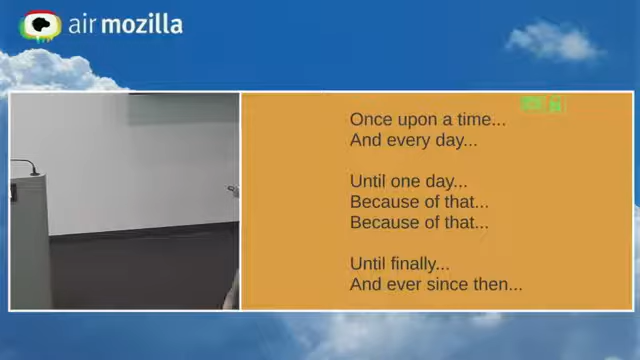 air mozilla
Once upon a time...
And every day...
Until one day...
Because of that...
Because of that...
Until finally...
And ever since then...